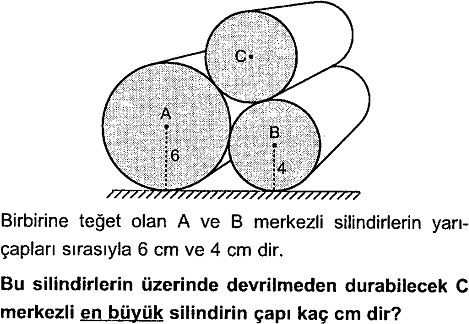 C
A
B
6
4
Birbirine teğet olan A ve B merkezli silindirlerin yarı-
çapları sırasıyla 6 cm ve 4 cm dir.
Bu silindirlerin üzerinde devrilmeden durabilecek C
merkezli en büyük silindirin çapı kaç cm dir?